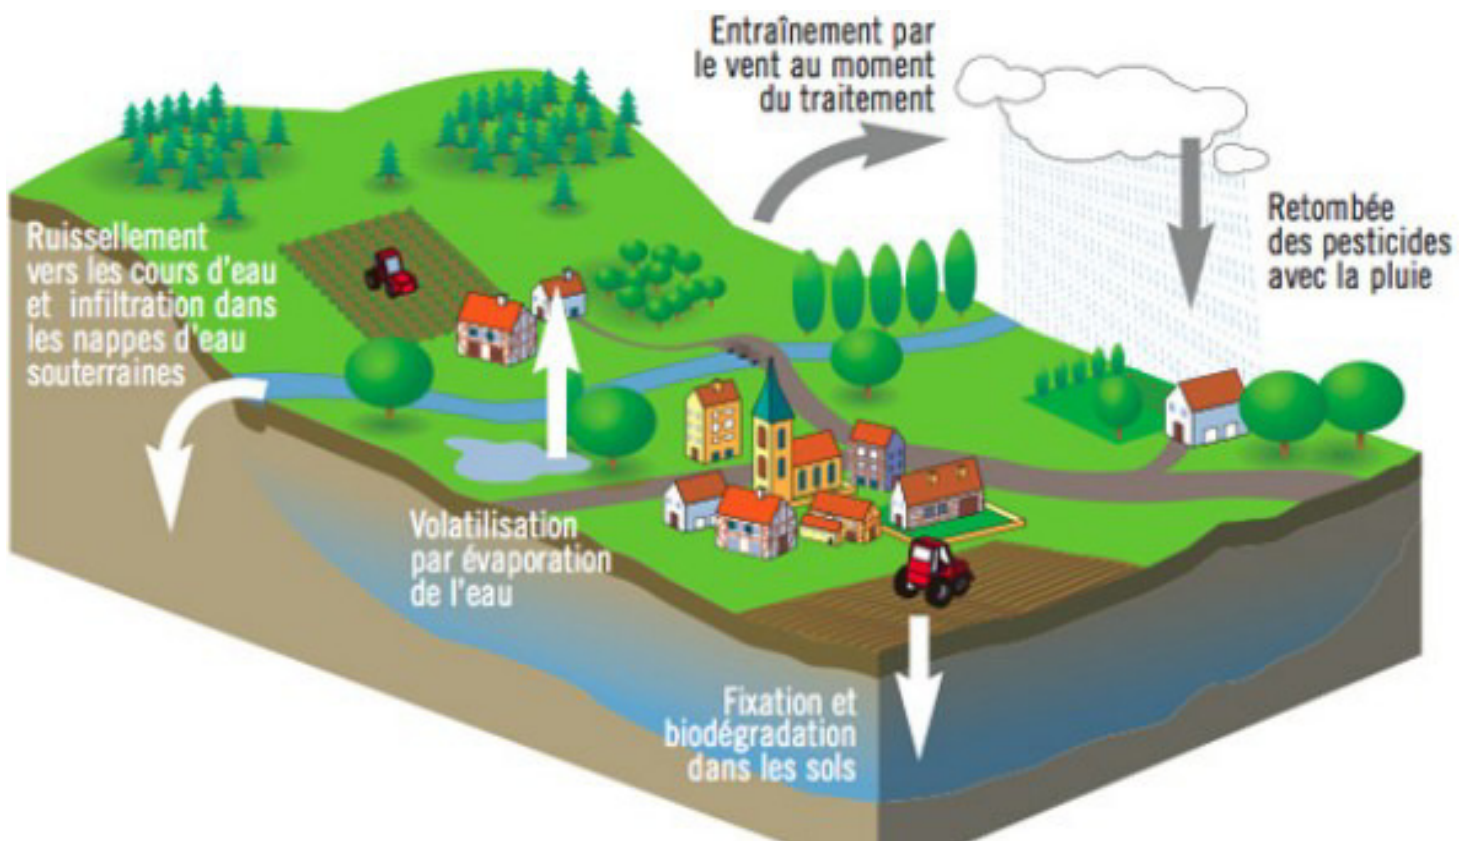 Entraînement par
le vent au moment
du traitement
Retombée
des pesticides
avec la pluie
Ruissellement
vers les cours d'eau
et infiltration dans
les nappes d'eau
souterraines
Volatilisation
par évaporation
de l'eau
Fixation et
biodégradation
dans les sols